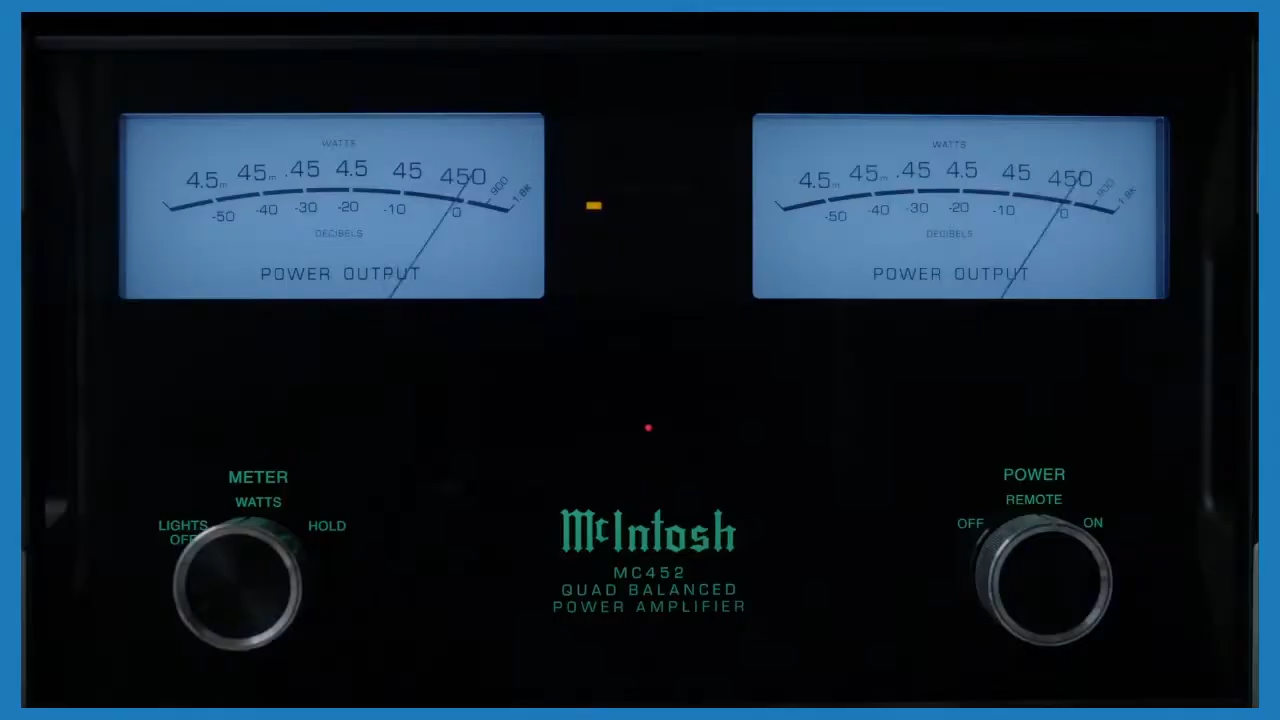 WATTS
4.5m 45m .45 4.5 45 450 900 1.8K
-50 -40 -30 -20 -10 0
DECIBELS
POWER OUTPUT
WATTS
4.5m 45m .45 4.5 45 450 900 1.8K
-50 -40 -30 -20 -10 0
DECIBELS
POWER OUTPUT
METER
WATTS
LIGHTS OFF
HOLD
McIntosh
MC452
QUAD BALANCED
POWER AMPLIFIER
POWER
REMOTE
OFF
ON